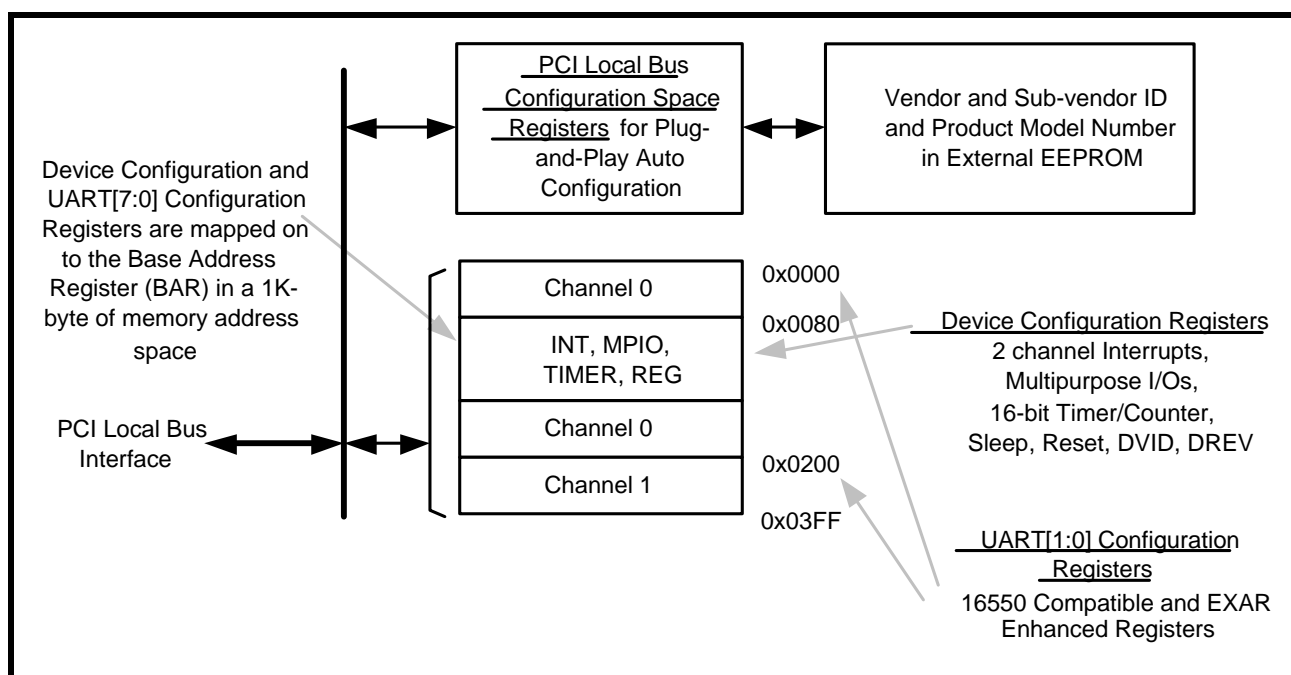 PCI Local Bus
Configuration Space
Registers for Plug-
and-Play Auto
Configuration
Vendor and Sub-vendor ID
and Product Model Number
in External EEPROM
Device Configuration and
UART[7:0] Configuration
Registers are mapped on
to the Base Address
Register (BAR) in a 1K-
byte of memory address
space
PCI Local Bus
Interface
Channel 0
INT, MPIO,
TIMER, REG
Channel 0
Channel 1
0x0000
0x0080
0x0200
0x03FF
Device Configuration Registers
2 channel Interrupts,
Multipurpose I/Os,
16-bit Timer/Counter,
Sleep, Reset, DVID, DREV
UART[1:0] Configuration
Registers
16550 Compatible and EXAR
Enhanced Registers